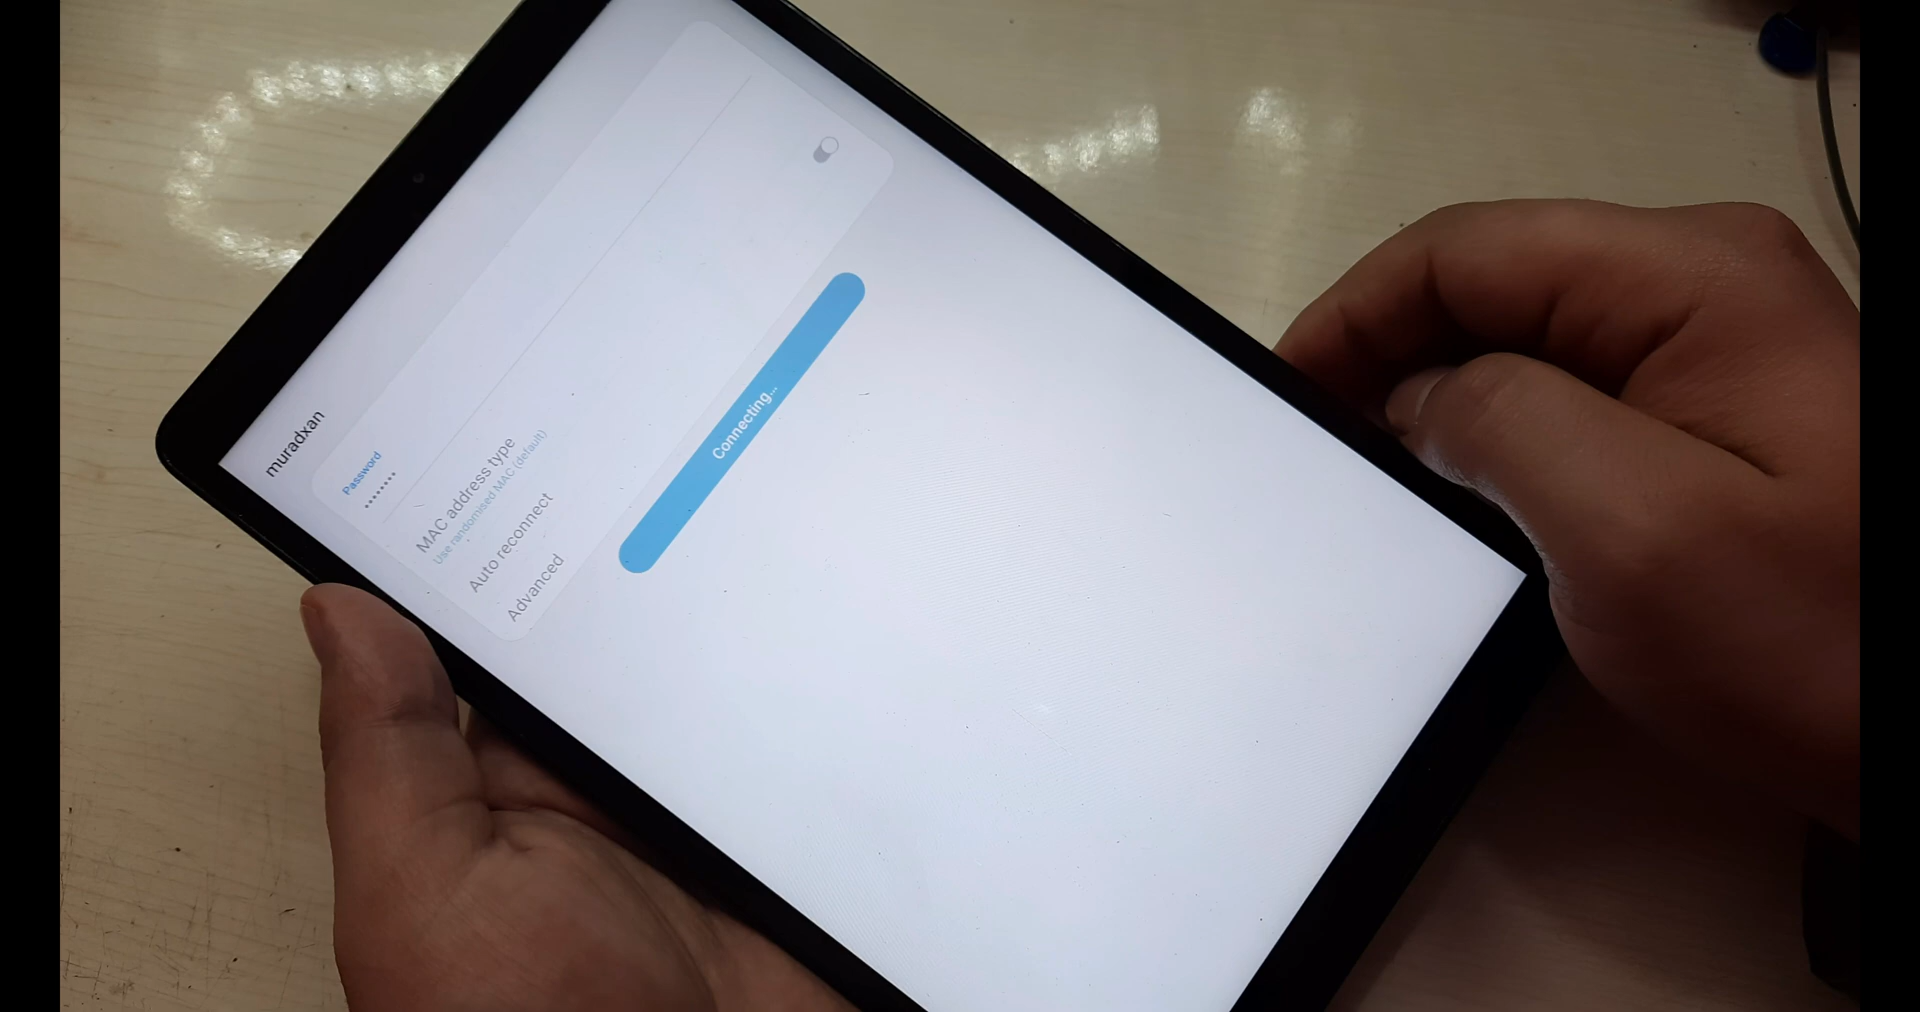 muradxan
Password
••••••••
MAC address type
Use randomised MAC (default)
Auto reconnect
Advanced
Connecting...